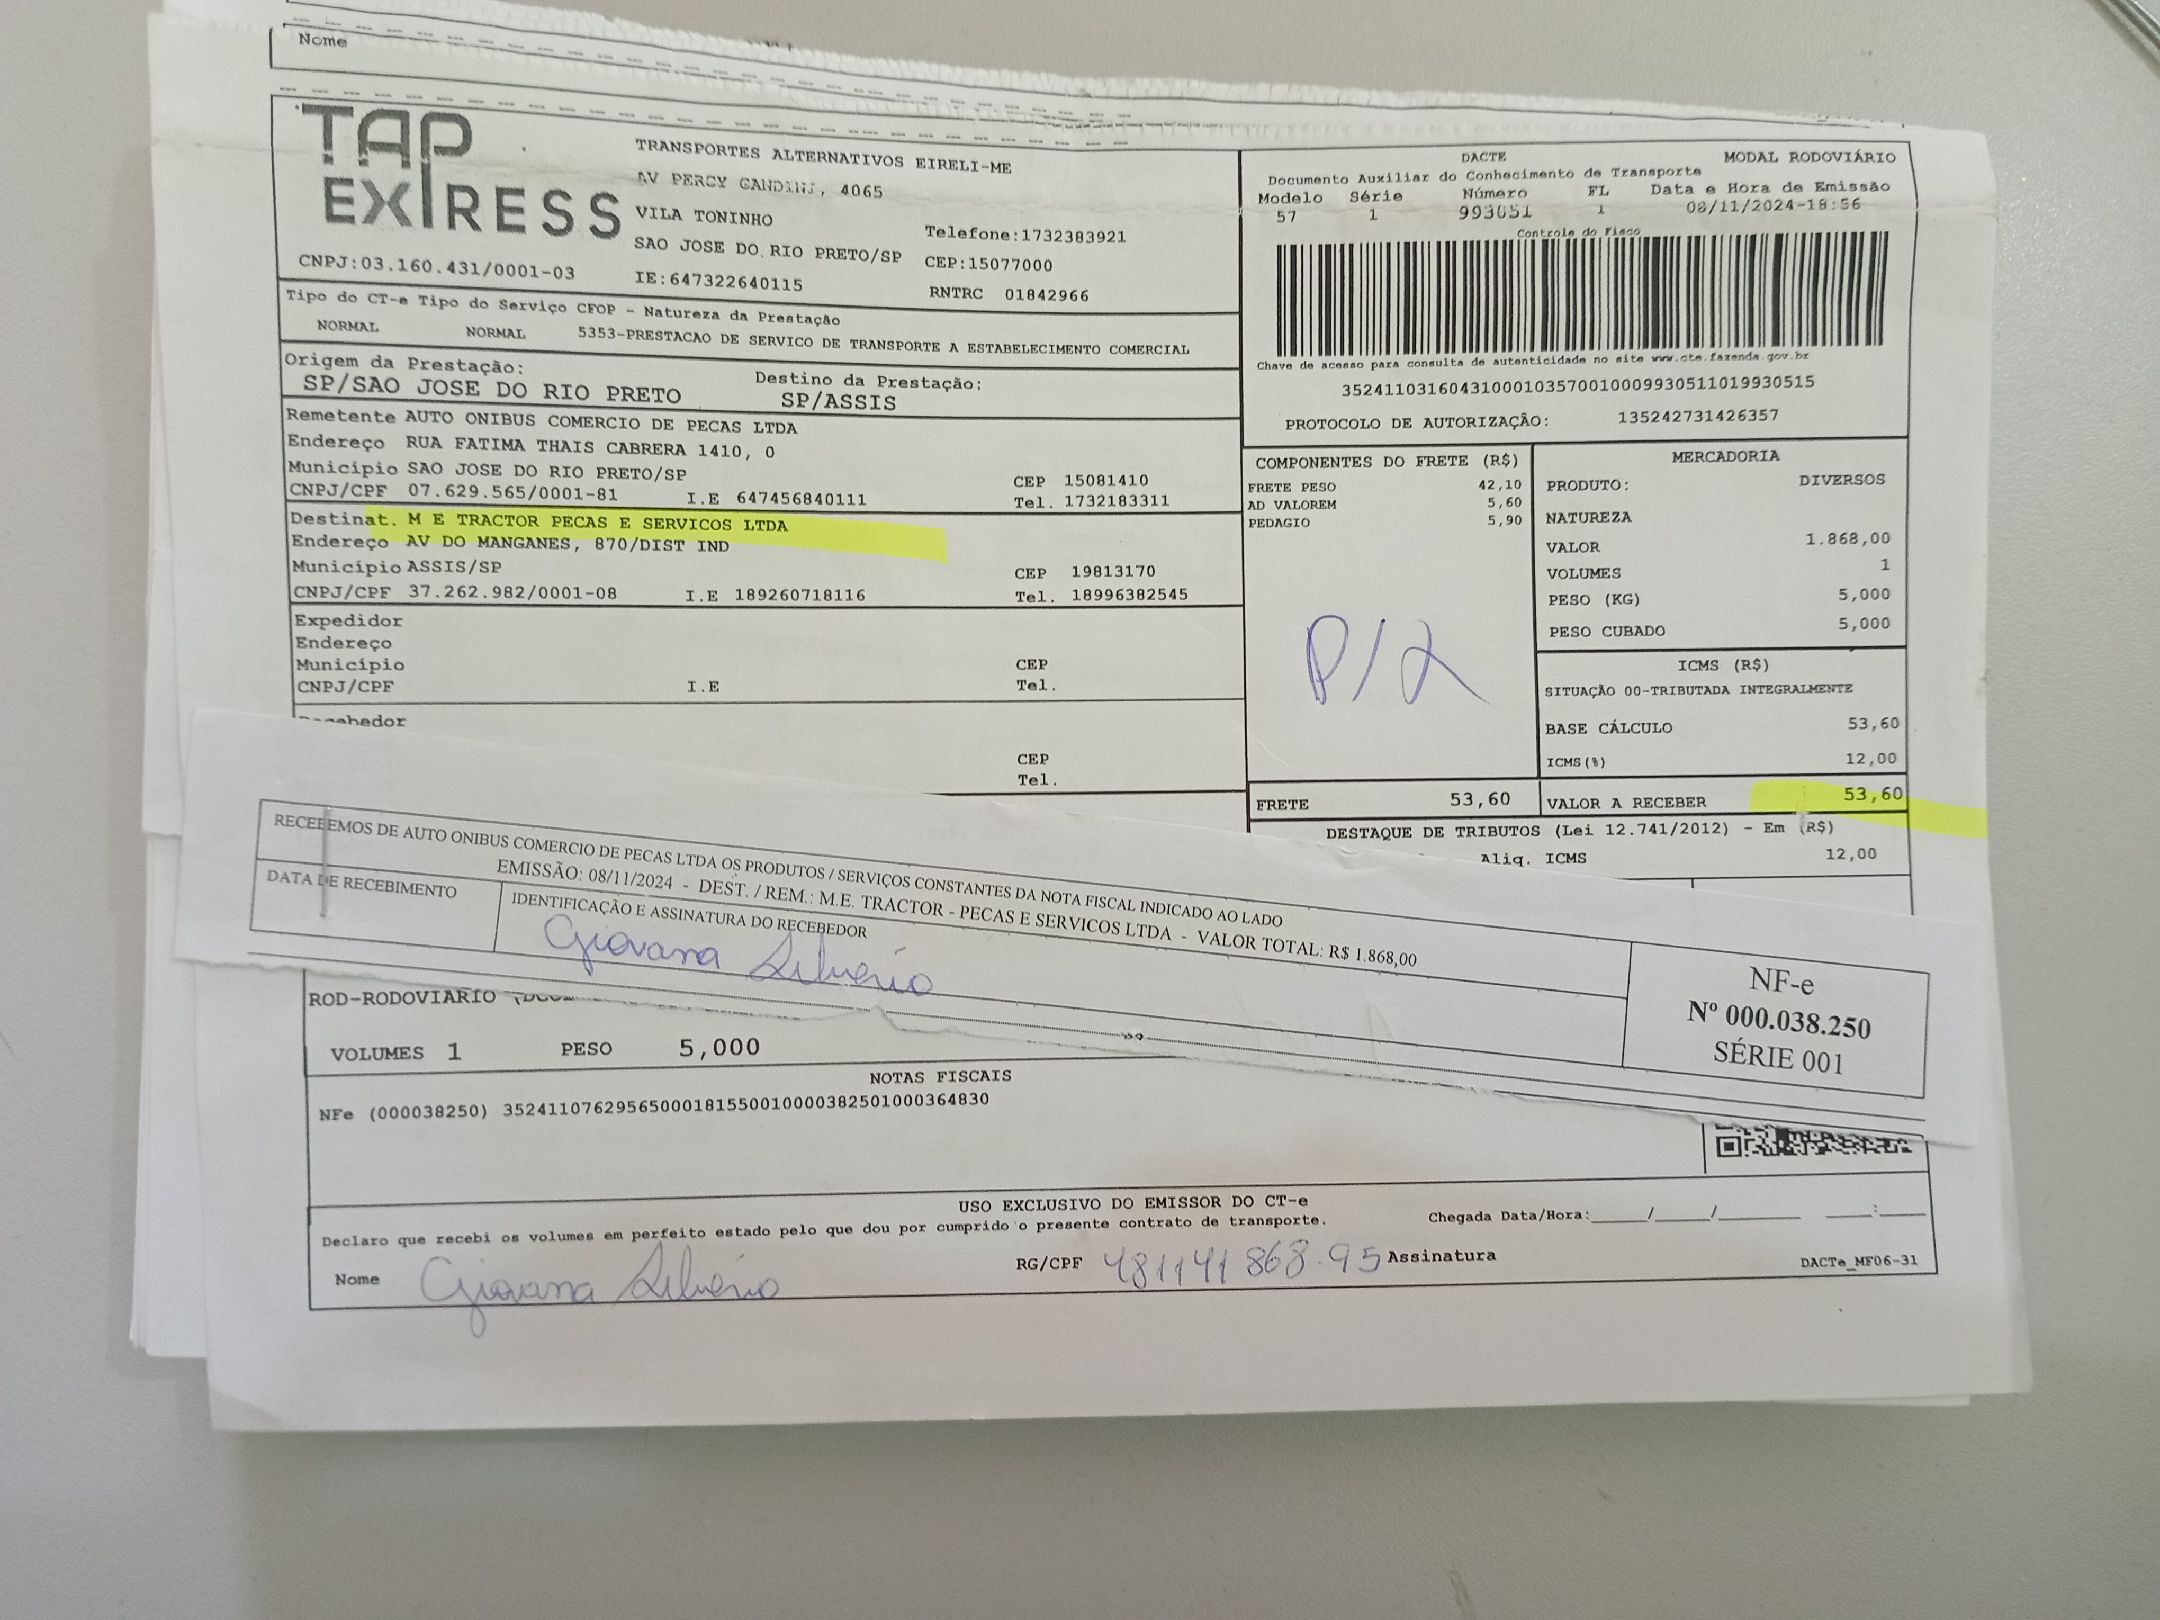 Nome
TAP EXPRESS
TRANSPORTES ALTERNATIVOS EIRELI-ME
AV PERCY GANDINI, 4065
VILA TONINHO
Telefone:1732383921
SAO JOSE DO RIO PRETO/SP CEP:15077000
CNPJ:03.160.431/0001-03 IE:647322640115 RNTRC 01842966
DACTE MODAL RODOVIÁRIO
Documento Auxiliar do Conhecimento de Transporte
Modelo Série Número FL Data e Hora de Emissão
57 1 993051 1 08/11/2024-18:56
Controle do Fisco
Chave de acesso para consulta de autenticidade no site www.cte.fazenda.gov.br
35241103160431000103570010009930511019930515
PROTOCOLO DE AUTORIZAÇÃO: 135242731426357
Tipo do CT-e Tipo do Serviço CFOP - Natureza da Prestação
NORMAL NORMAL 5353-PRESTACAO DE SERVICO DE TRANSPORTE A ESTABELECIMENTO COMERCIAL
Origem da Prestação: Destino da Prestação:
SP/SAO JOSE DO RIO PRETO SP/ASSIS
Remetente AUTO ONIBUS COMERCIO DE PECAS LTDA
Endereço RUA FATIMA THAIS CABRERA 1410, 0
Município SAO JOSE DO RIO PRETO/SP CEP 15081410
CNPJ/CPF 07.629.565/0001-81 I.E 647456840111 Tel. 1732183311
Destinat. M E TRACTOR PECAS E SERVICOS LTDA
Endereço AV DO MANGANES, 870/DIST IND
Município ASSIS/SP CEP 19813170
CNPJ/CPF 37.262.982/0001-08 I.E 189260718116 Tel. 18996382545
Expedidor
Endereço
Município CEP
CNPJ/CPF I.E Tel.
CEP
Tel.
COMPONENTES DO FRETE (R$)
FRETE PESO 42,10
AD VALOREM 5,60
PEDAGIO 5,90
P/2
FRETE 53,60
MERCADORIA
PRODUTO: DIVERSOS
NATUREZA
VALOR 1.868,00
VOLUMES 1
PESO (KG) 5,000
PESO CUBADO 5,000
ICMS (R$)
SITUAÇÃO 00-TRIBUTADA INTEGRALMENTE
BASE CÁLCULO 53,60
ICMS(%) 12,00
VALOR A RECEBER 53,60
DESTAQUE DE TRIBUTOS (Lei 12.741/2012) - Em (R$)
Aliq. ICMS 12,00
RECEBEMOS DE AUTO ONIBUS COMERCIO DE PECAS LTDA OS PRODUTOS / SERVIÇOS CONSTANTES DA NOTA FISCAL INDICADO AO LADO
EMISSÃO: 08/11/2024 - DEST. / REM.: M.E. TRACTOR - PECAS E SERVICOS LTDA - VALOR TOTAL: R$ 1.868,00
DATA DE RECEBIMENTO IDENTIFICAÇÃO E ASSINATURA DO RECEBEDOR
Giovana Silverio
NF-e
Nº 000.038.250
SÉRIE 001
ROD-RODOVIARIO
VOLUMES 1 PESO 5,000
NOTAS FISCAIS
NFe (000038250) 35241107629565000181550010000382501000364830
USO EXCLUSIVO DO EMISSOR DO CT-e
Declaro que recebi os volumes em perfeito estado pelo que dou por cumprido o presente contrato de transporte. Chegada Data/Hora:_____/_____/________ ____:____
Nome Giovana Silverio RG/CPF 481141868.95 Assinatura DACTe_MF06-31